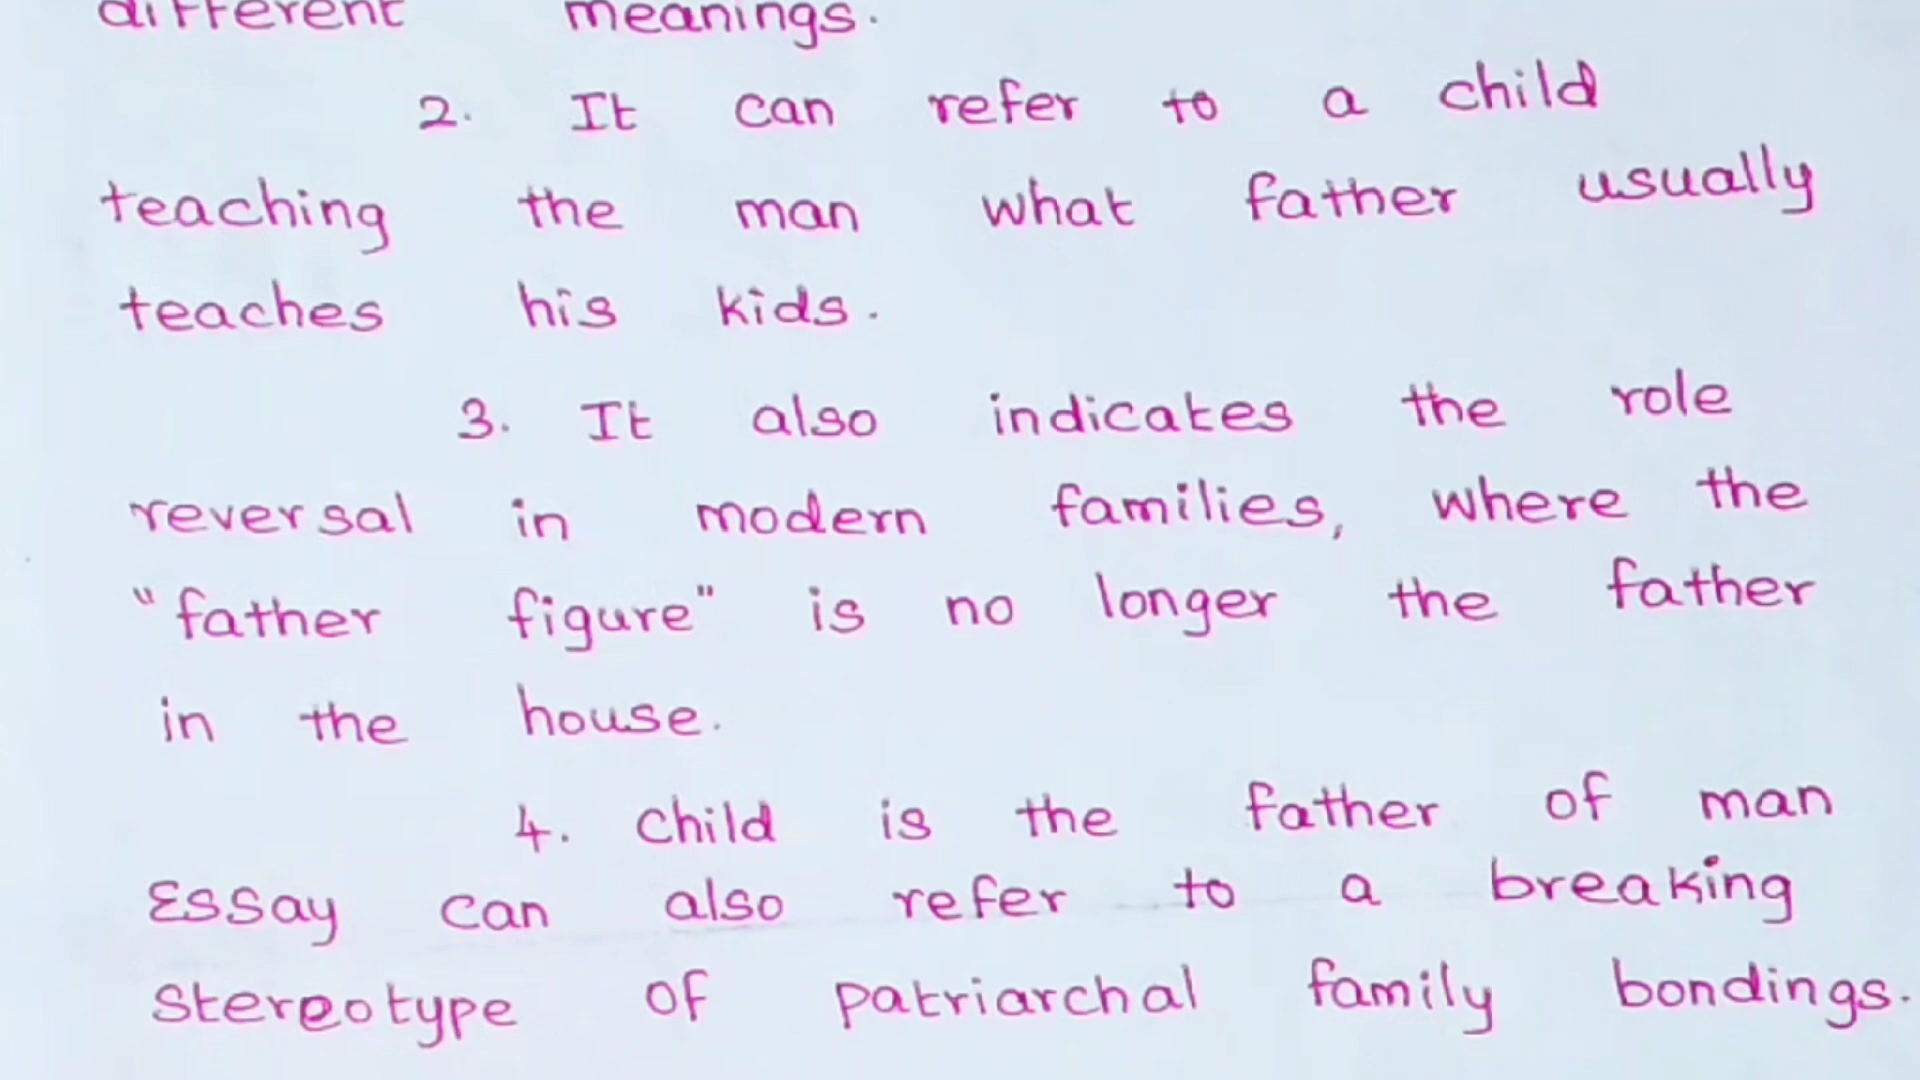 different meanings.
2. It can refer to a child
teaching the man what father usually
teaches his kids.
3. It also indicates the role
reversal in modern families, where the
"father figure" is no longer the father
in the house.
4. Child is the father of man
Essay can also refer to a breaking
stereotype of patriarchal family bondings.